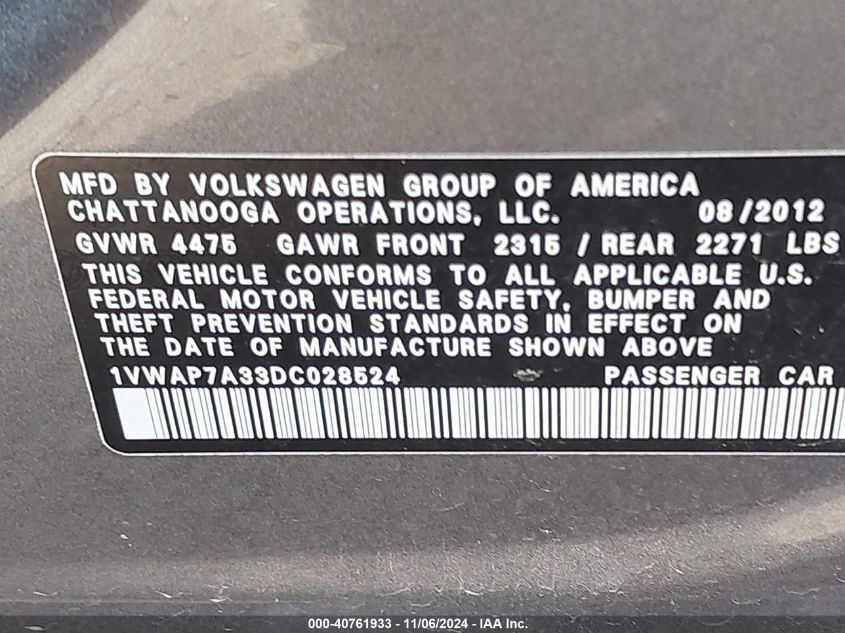 MFD BY VOLKSWAGEN GROUP OF AMERICA
CHATTANOOGA OPERATIONS, LLC. 08/2012
GVWR 4475 GAWR FRONT 2315 / REAR 2271 LBS
THIS VEHICLE CONFORMS TO ALL APPLICABLE U.S.
FEDERAL MOTOR VEHICLE SAFETY, BUMPER AND
THEFT PREVENTION STANDARDS IN EFFECT ON
THE DATE OF MANUFACTURE SHOWN ABOVE
1VWAP7A33DC028524 PASSENGER CAR
000-40761933 - 11/06/2024 - IAA Inc.